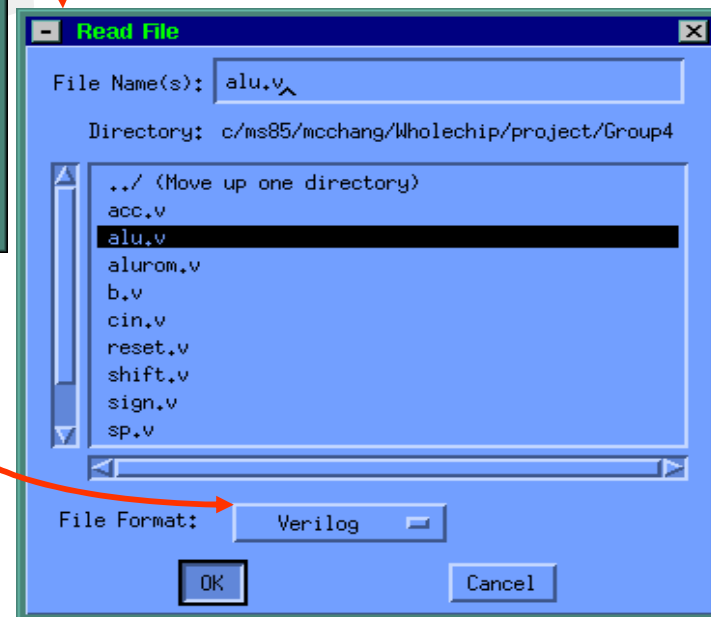 Read File
File Name(s): alu.v
Directory: c/ms85/mcchang/Wholechip/project/Group4
../ (Move up one directory)
acc.v
alu.v
alurom.v
b.v
cin.v
reset.v
shift.v
sign.v
sp.v
File Format: Verilog
OK Cancel